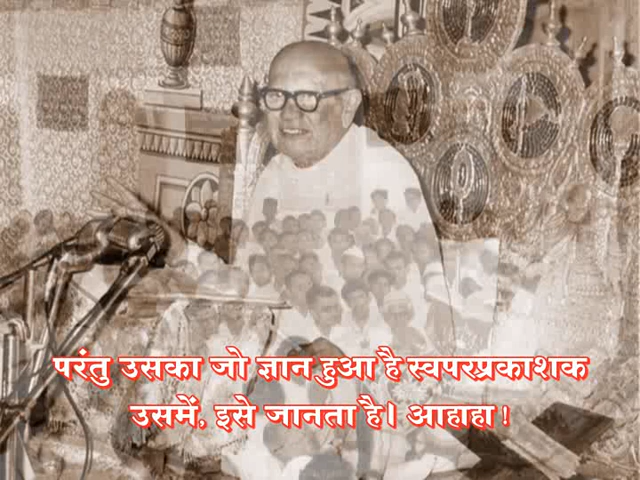 परंतु उसका जो ज्ञान हुआ है स्वपरप्रकाशक
उसमें, इसे जानता है। आहाहा!